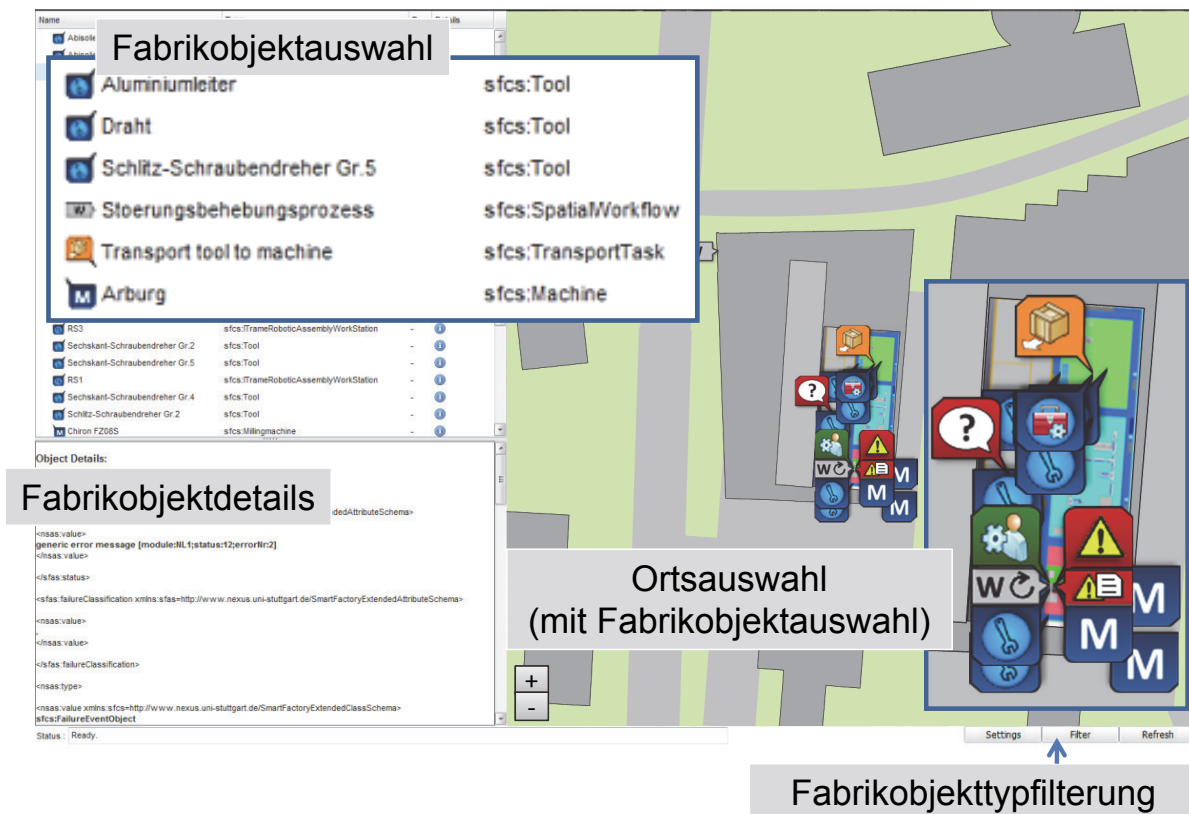 Name
Details
Abisolie
Fabrikobjektauswahl
Aluminiumleiter sfcs:Tool
Draht sfcs:Tool
Schlitz-Schraubendreher Gr.5 sfcs:Tool
Stoerungsbehebungsprozess sfcs:SpatialWorkflow
Transport tool to machine sfcs:TransportTask
M Arburg sfcs:Machine
RS3 sfcs:ITrameRoboticAssemblyWorkStation -
Sechskant-Schraubendreher Gr.2 sfcs:Tool -
Sechskant-Schraubendreher Gr.5 sfcs:Tool -
RS1 sfcs:ITrameRoboticAssemblyWorkStation -
Sechskant-Schraubendreher Gr.4 sfcs:Tool -
Schlitz-Schraubendreher Gr.2 sfcs:Tool -
M Chiron FZ08S sfcs:Millingmachine -
Object Details:
Fabrikobjektdetails
ndedAttributeSchema>
<nsas:value>
generic error message [module:NL1;status:12;errorNr:2]
</nsas:value>
</sfas:status>
<sfas:failureClassification xmlns:sfas=http://www.nexus.uni-stuttgart.de/SmartFactoryExtendedAttributeSchema>
<nsas:value>
-
</nsas:value>
</sfas:failureClassification>
<nsas:type>
<nsas:value xmlns:sfcs=http://www.nexus.uni-stuttgart.de/SmartFactoryExtendedClassSchema>
sfcs:FailureEventObject
Status : Ready.
?
W
M
M
M
?
W
M
M
M
Ortsauswahl
(mit Fabrikobjektauswahl)
+
-
Settings Filter Refresh
Fabrikobjekttypfilterung